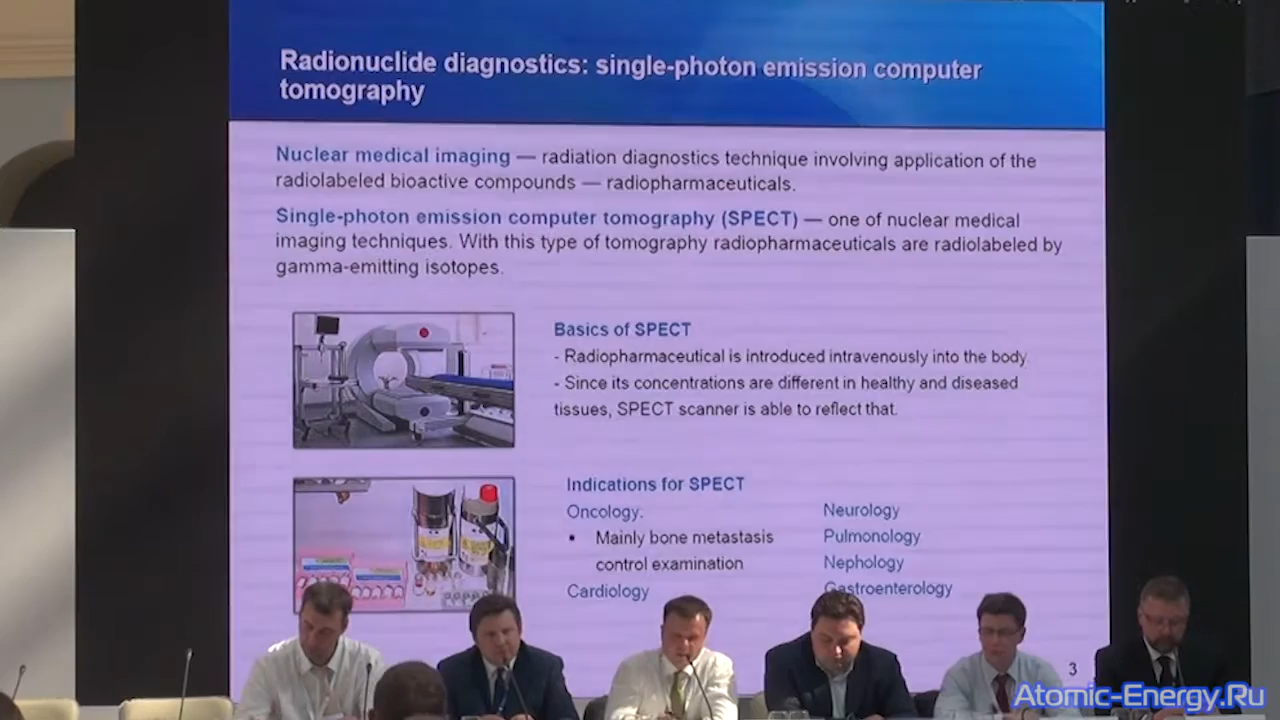 Radionuclide diagnostics: single-photon emission computer
tomography
Nuclear medical imaging — radiation diagnostics technique involving application of the
radiolabeled bioactive compounds — radiopharmaceuticals.
Single-photon emission computer tomography (SPECT) — one of nuclear medical
imaging techniques. With this type of tomography radiopharmaceuticals are radiolabeled by
gamma-emitting isotopes.
Basics of SPECT
- Radiopharmaceutical is introduced intravenously into the body
- Since its concentrations are different in healthy and diseased
tissues, SPECT scanner is able to reflect that.
Indications for SPECT
Oncology.
• Mainly bone metastasis
control examination
Cardiology
Neurology
Pulmonology
Nephology
Gastroenterology
3
Atomic-Energy.Ru